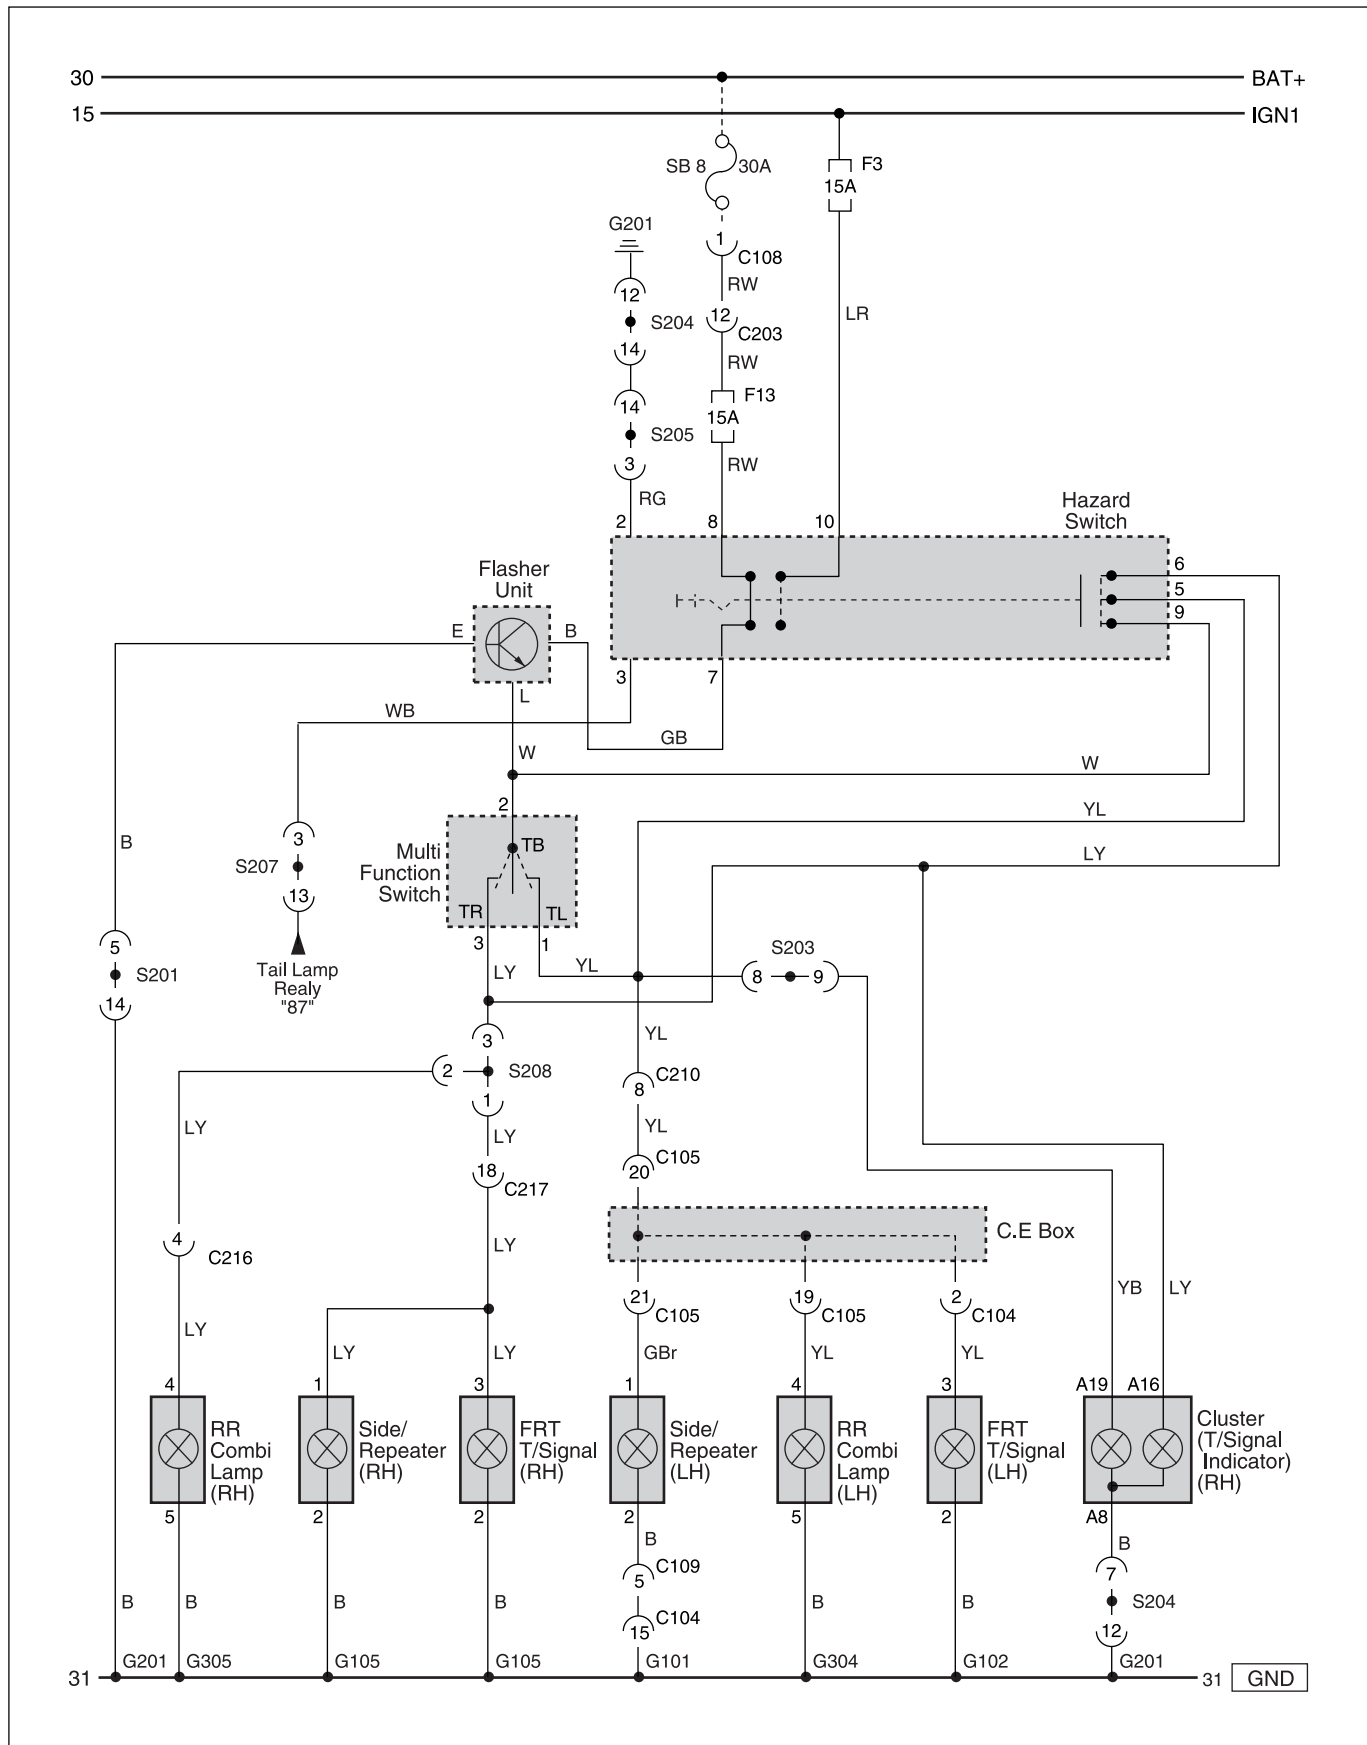 30
BAT+
15
IGN1
SB 8
30A
F3
15A
G201
1
C108
RW
12
S204
12
C203
LR
14
RW
14
F13
15A
S205
3
RW
RG
Hazard
Switch
2
8
10
6
5
9
Flasher
Unit
E
B
3
7
L
WB
GB
W
W
2
YL
B
3
Multi
Function
Switch
TB
LY
S207
13
TR
TL
3
1
5
S201
14
Tail Lamp
Realy
"87"
LY
YL
S203
8
9
3
YL
2
S208
C210
8
1
LY
LY
YL
C105
20
18
C217
C.E Box
4
C216
LY
YB
LY
21
C105
19
C105
2
C104
LY
LY
LY
GBr
YL
YL
4
1
3
1
4
3
A19
A16
RR
Combi
Lamp
(RH)
Side/
Repeater
(RH)
FRT
T/Signal
(RH)
Side/
Repeater
(LH)
RR
Combi
Lamp
(LH)
FRT
T/Signal
(LH)
Cluster
(T/Signal
Indicator)
(RH)
5
2
2
2
5
2
A8
B
B
C109
5
7
B
B
B
B
C104
15
B
B
S204
12
31
G201
G305
G105
G105
G101
G304
G102
G201
31
GND